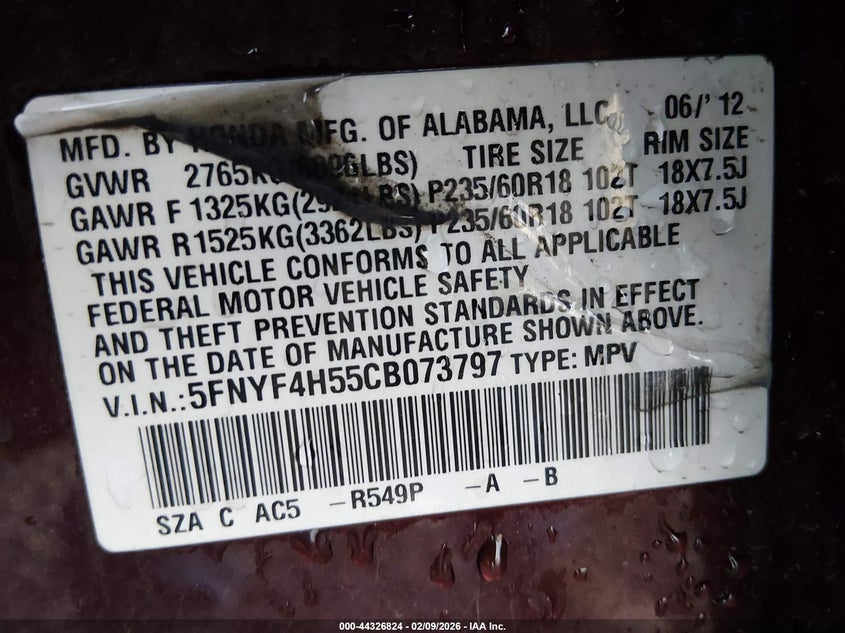 MFD. BY HONDA MFG. OF ALABAMA, LLC 06/'12
GVWR 2765KG( LBS) TIRE SIZE RIM SIZE
GAWR F 1325KG( LBS) P235/60R18 102T 18X7.5J
GAWR R1525KG(3362LBS) P235/60R18 102T 18X7.5J
THIS VEHICLE CONFORMS TO ALL APPLICABLE
FEDERAL MOTOR VEHICLE SAFETY
AND THEFT PREVENTION STANDARDS IN EFFECT
ON THE DATE OF MANUFACTURE SHOWN ABOVE.
V.I.N.:5FNYF4H55CB073797 TYPE: MPV
SZA C AC5 -R549P -A -B
000-44326824 | 02/09/2026 - IAA Inc.